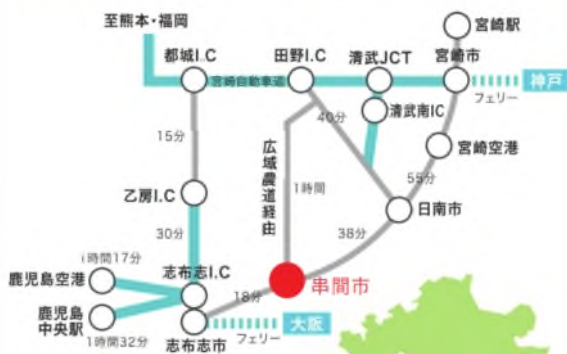 至熊本・福岡
宮崎駅
都城I.C
田野I.C
清武JCT
宮崎市
宮崎自動車道
フェリー
神戸
清武南IC
40分
15分
広域農道経由
1時間
宮崎空港
55分
乙房I.C
日南市
30分
38分
1時間17分
鹿児島空港
志布志I.C
18分
串間市
鹿児島
中央駅
1時間32分
志布志市
フェリー
大阪